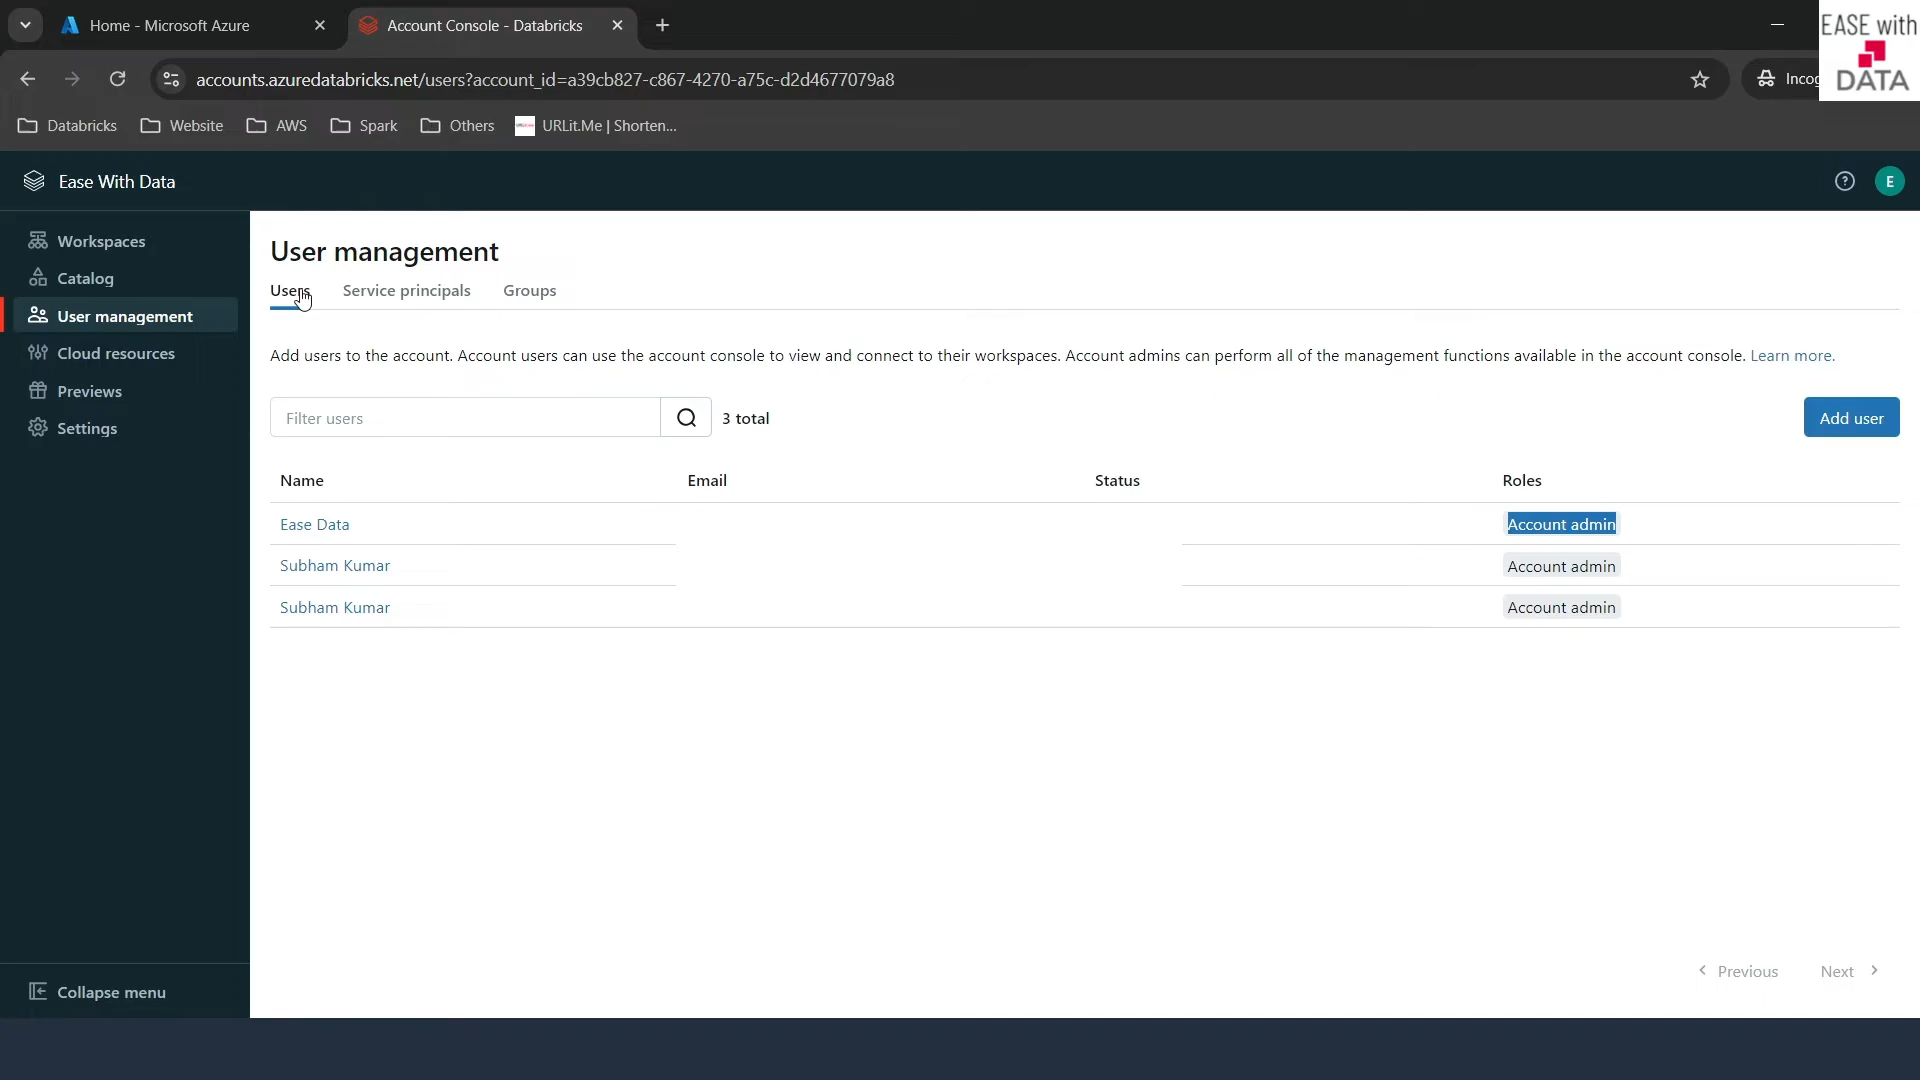 Home - Microsoft Azure
Account Console - Databricks
EASE with
DATA
accounts.azuredatabricks.net/users?account_id=a39cb827-c867-4270-a75c-d2d4677079a8
Incog
Databricks
Website
AWS
Spark
Others
URLit.Me | Shorten...
Ease With Data
E
Workspaces
Catalog
User management
Cloud resources
Previews
Settings
Collapse menu
User management
Users Service principals Groups
Add users to the account. Account users can use the account console to view and connect to their workspaces. Account admins can perform all of the management functions available in the account console. Learn more.
Filter users
3 total
Add user
Name Email Status Roles
Ease Data Account admin
Subham Kumar Account admin
Subham Kumar Account admin
Previous Next